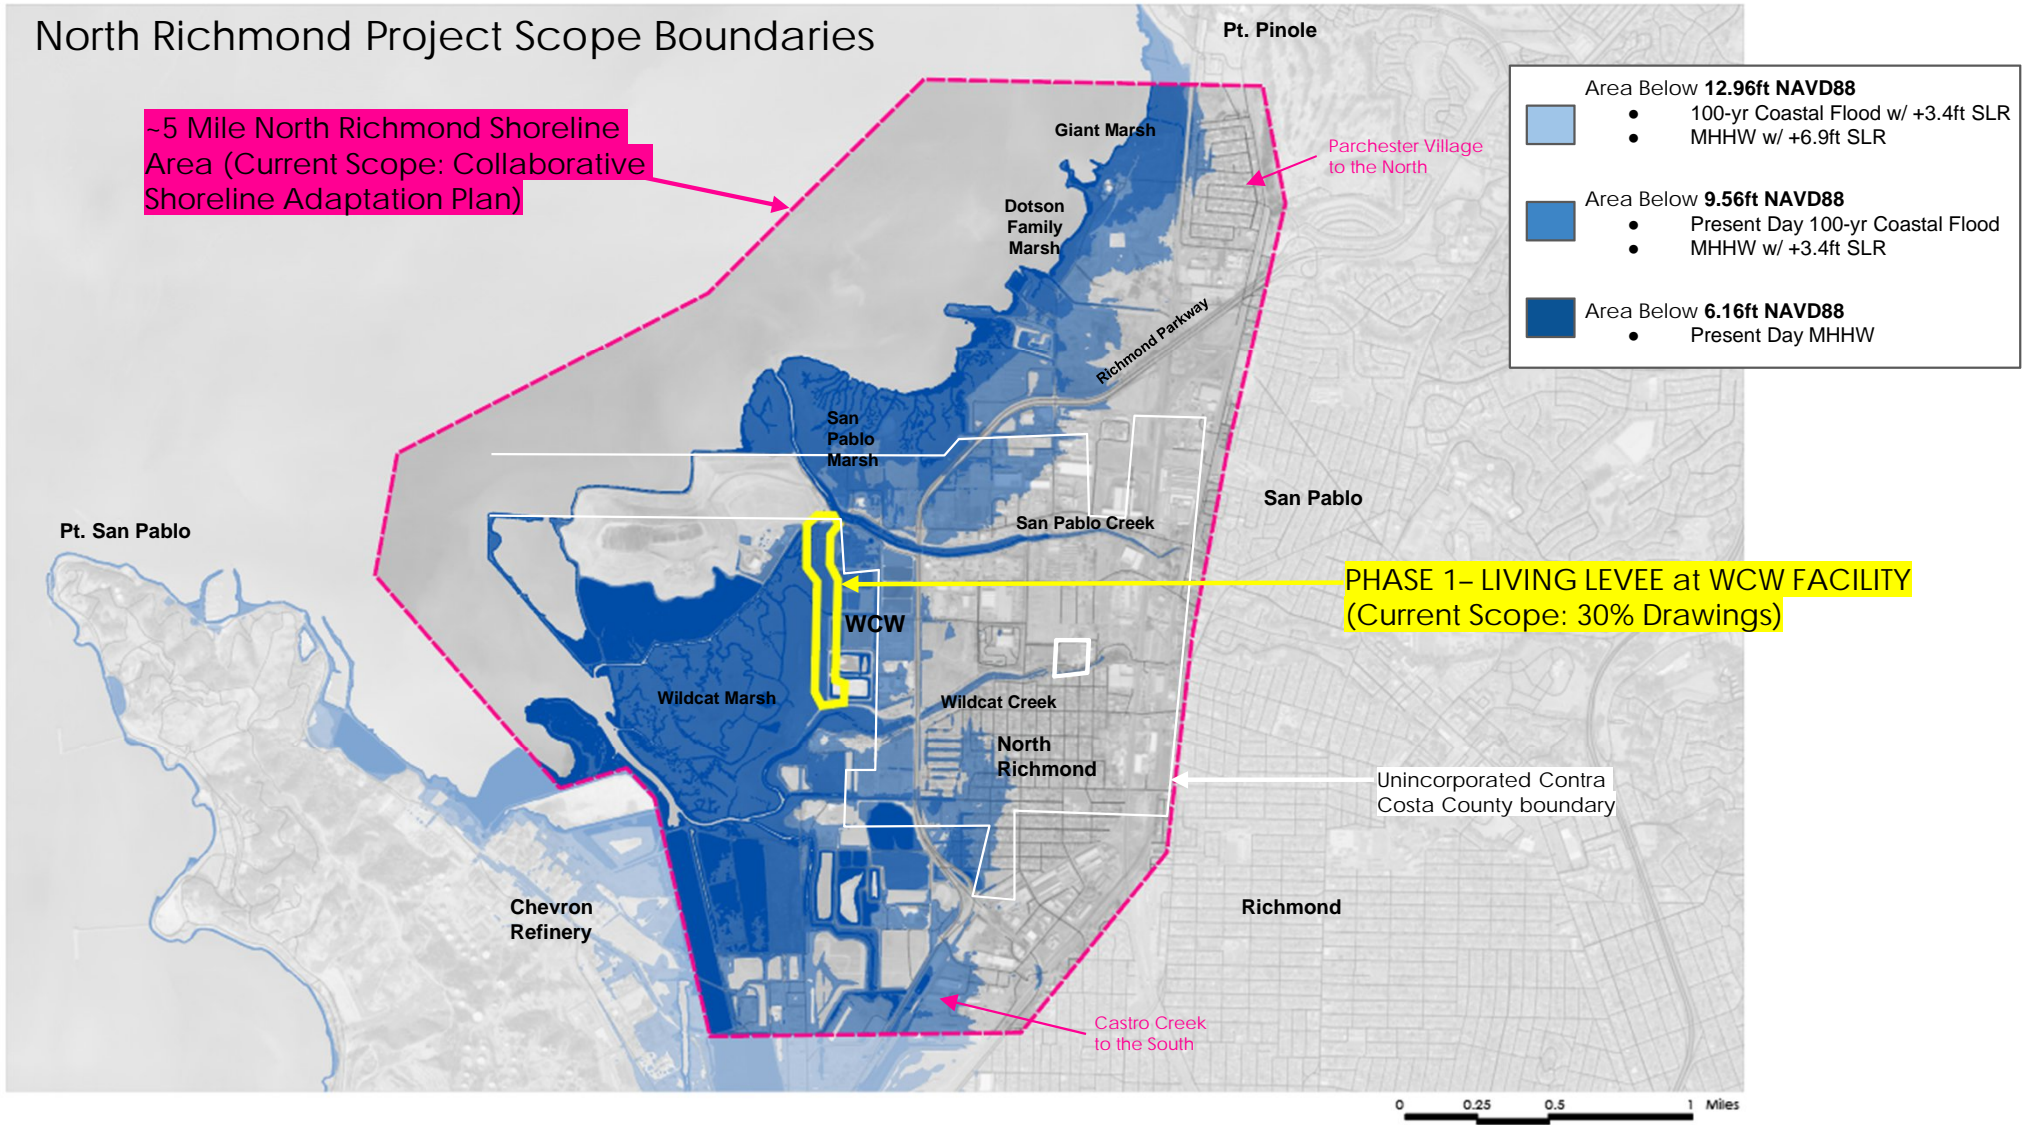 North Richmond Project Scope Boundaries
Pt. Pinole
~5 Mile North Richmond Shoreline
Area (Current Scope: Collaborative
Shoreline Adaptation Plan)
Area Below 12.96ft NAVD88
● 100-yr Coastal Flood w/ +3.4ft SLR
● MHHW w/ +6.9ft SLR
Area Below 9.56ft NAVD88
● Present Day 100-yr Coastal Flood
● MHHW w/ +3.4ft SLR
Area Below 6.16ft NAVD88
● Present Day MHHW
Giant Marsh
Parchester Village
to the North
Dotson
Family
Marsh
Richmond Parkway
San
Pablo
Marsh
San Pablo
Pt. San Pablo
San Pablo Creek
PHASE 1– LIVING LEVEE at WCW FACILITY
(Current Scope: 30% Drawings)
WCW
Wildcat Marsh
Wildcat Creek
North
Richmond
Unincorporated Contra
Costa County boundary
Chevron
Refinery
Richmond
Castro Creek
to the South
0 0.25 0.5 1 Miles